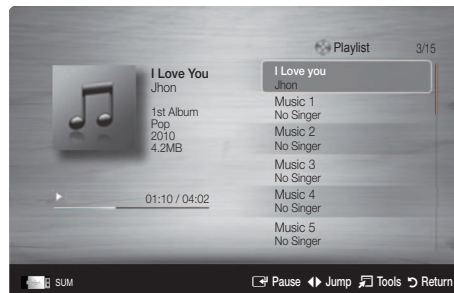 Playlist 3/15
I Love You
Jhon
1st Album
Pop
2010
4.2MB
01:10 / 04:02
I Love you
Jhon
Music 1
No Singer
Music 2
No Singer
Music 3
No Singer
Music 4
No Singer
Music 5
No Singer
SUM Pause Jump Tools Return